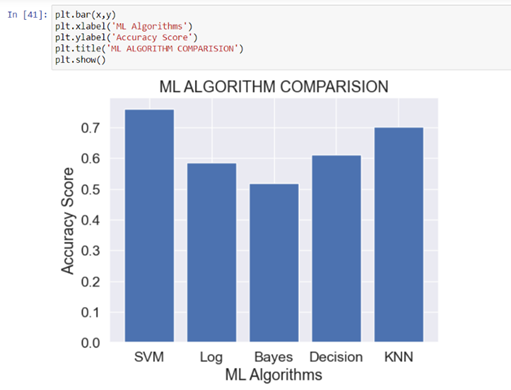 In [41]: plt.bar(x,y)
plt.xlabel('ML Algorithms')
plt.ylabel('Accuracy Score')
plt.title('ML ALGORITHM COMPARISION')
plt.show()
ML ALGORITHM COMPARISION
Accuracy Score
0.7
0.6
0.5
0.4
0.3
0.2
0.1
0.0
SVM Log Bayes Decision KNN
ML Algorithms